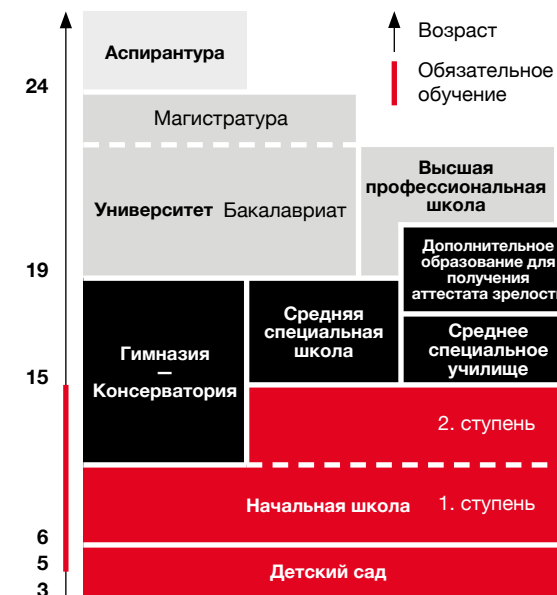 Возраст
Обязательное
обучение
Аспирантура
24
Магистратура
Университет Бакалавриат
Высшая
профессиональная
школа
Дополнительное
образование для
получения
аттестата зрелост
19
Гимназия
—
Консерватория
Средняя
специальная
школа
Среднее
специальное
училище
15
2. ступень
Начальная школа 1. ступень
6
5
Детский сад
3